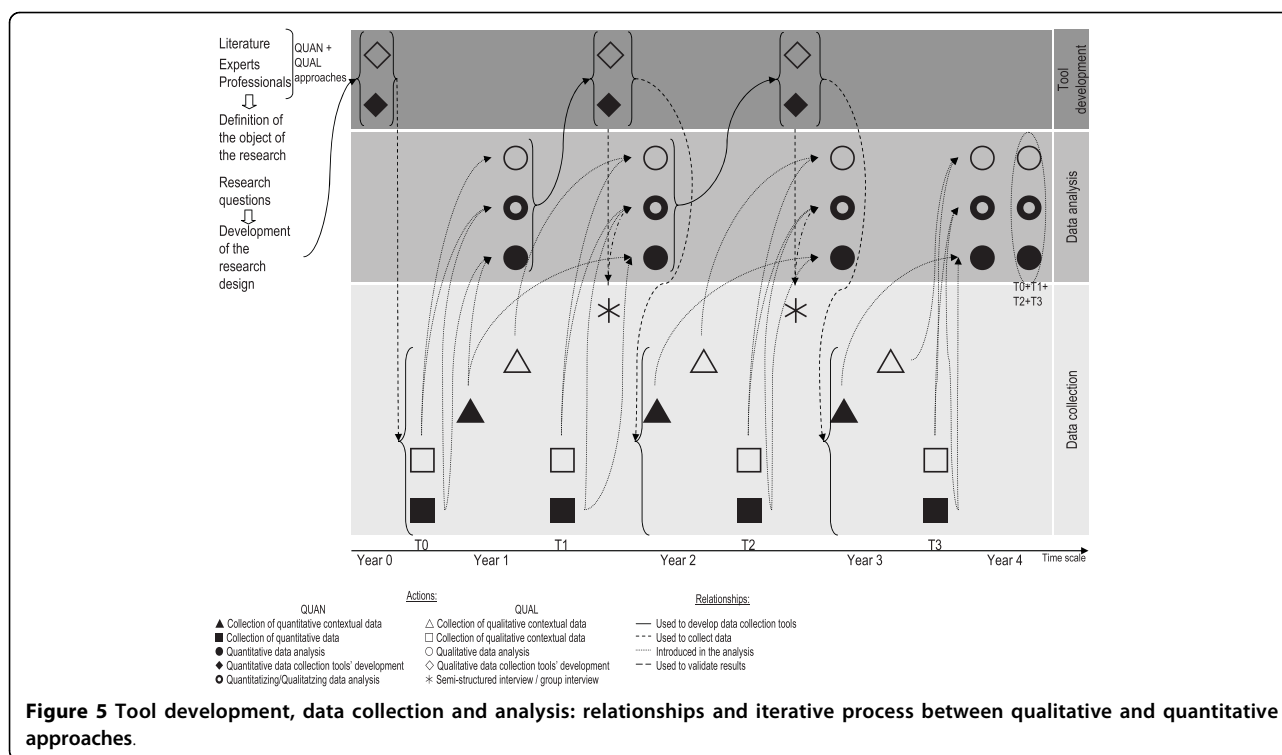 Literature
Experts
Professionals
QUAN +
QUAL
approaches
Definition of
the object of
the research
Research
questions
Development
of the
research
design
Tool
development
Data analysis
Data collection
T0+T1+
T2+T3
T0
T1
T2
T3
Year 0
Year 1
Year 2
Year 3
Year 4
Time scale
Actions:
Relationships:
QUAN
QUAL
Collection of quantitative contextual data
Collection of quantitative data
Quantitative data analysis
Quantitative data collection tools' development
Quantitatizing/Qualitatzing data analysis
Collection of qualitative contextual data
Collection of qualitative contextual data
Qualitative data analysis
Qualitative data collection tools' development
Semi-structured interview / group interview
Used to develop data collection tools
Used to collect data
Introduced in the analysis
Used to validate results
Figure 5 Tool development, data collection and analysis: relationships and iterative process between qualitative and quantitative
approaches.